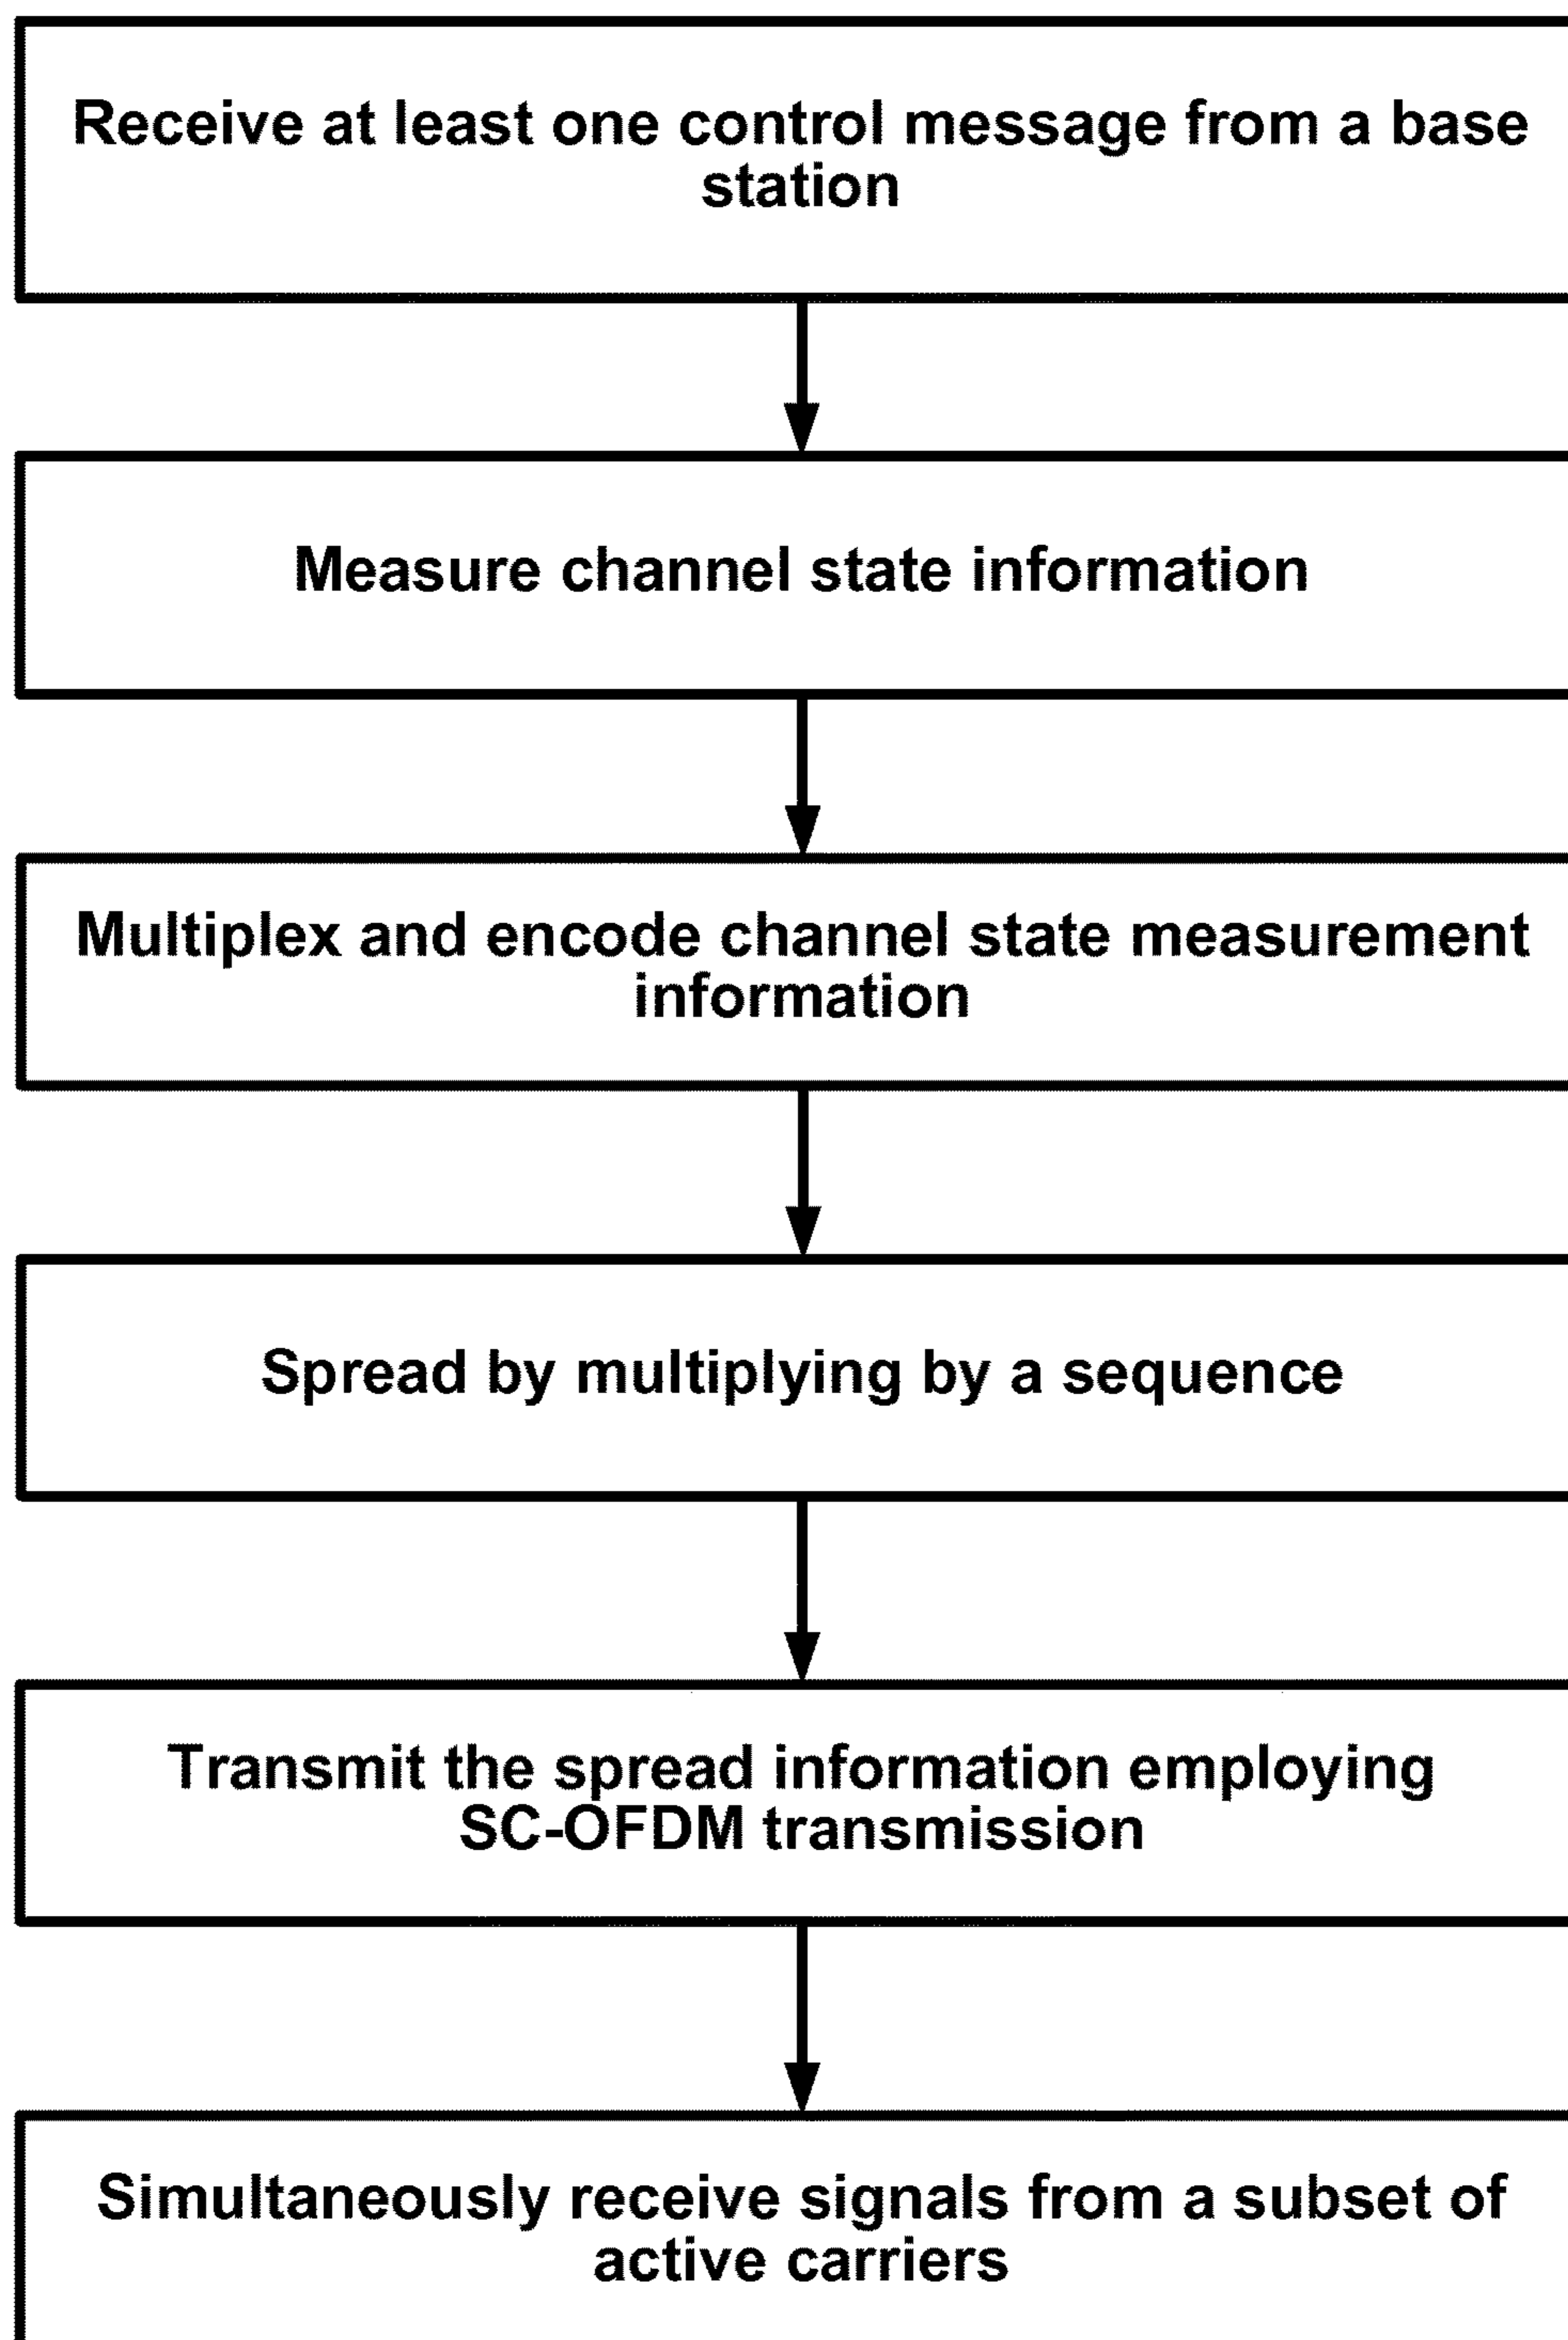 Receive at least one control message from a base
station
Measure channel state information
Multiplex and encode channel state measurement
information
Spread by multiplying by a sequence
Transmit the spread information employing
SC-OFDM transmission
Simultaneously receive signals from a subset of
active carriers